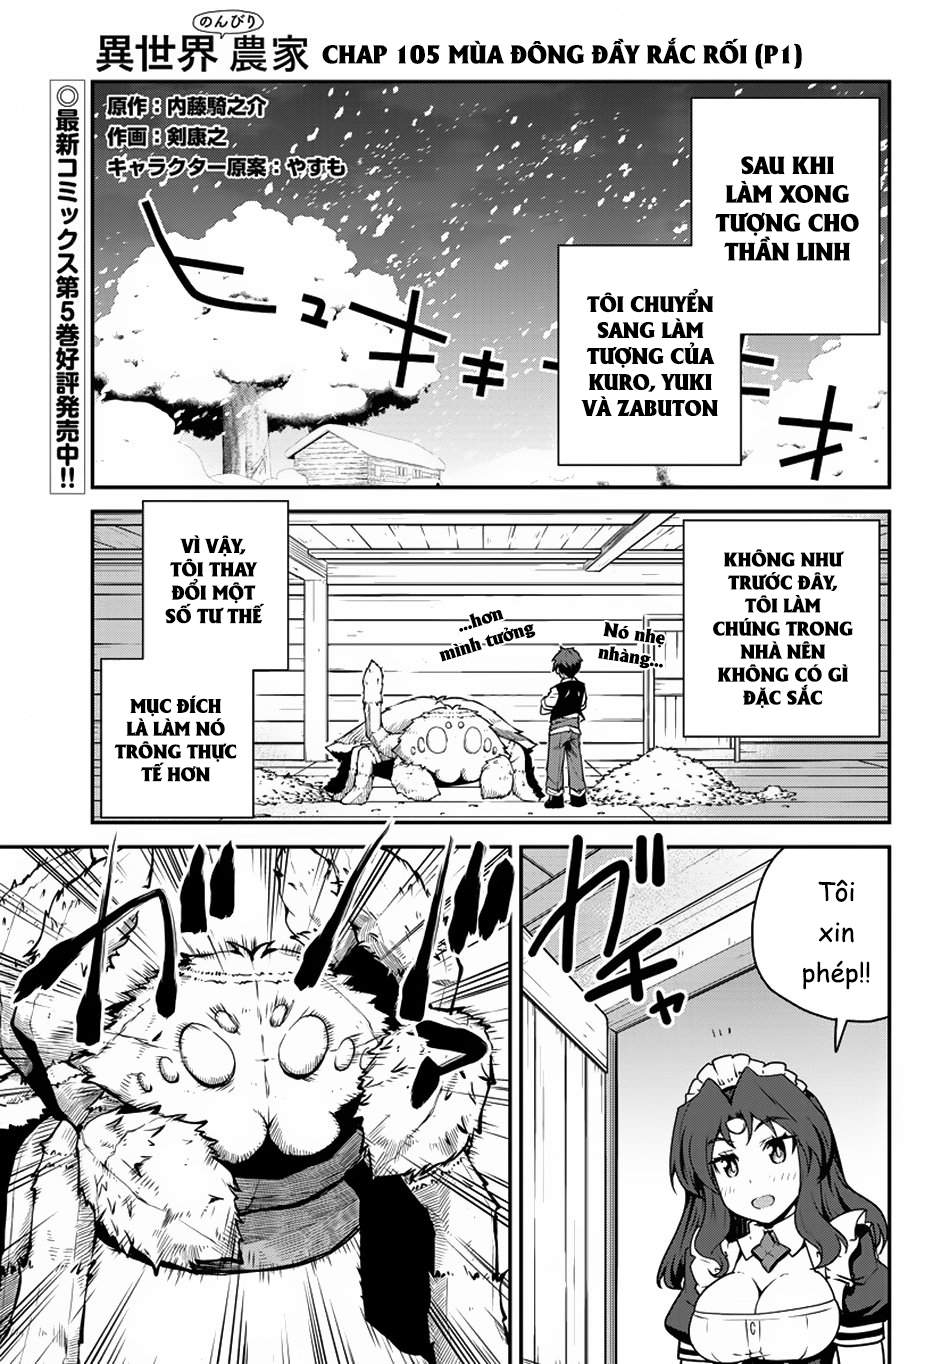 異世界
のんびり
農家
CHAP 105 MÙA ĐÔNG ĐẦY RẮC RỐI (P1)
◎最新コミックス第5巻好評発売中!!
原作：内藤騎之介
作画：剣康之
キャラクター原案：やすも
SAU KHI
LÀM XONG
TƯỢNG CHO
THẦN LINH
TÔI CHUYỂN
SANG LÀM
TƯỢNG CỦA
KURO, YUKI
VÀ ZABUTON
KHÔNG NHƯ
TRƯỚC ĐÂY,
TÔI LÀM
CHÚNG TRONG
NHÀ NÊN
KHÔNG CÓ GÌ
ĐẶC SẮC
VÌ VẬY,
TÔI THAY
ĐỔI MỘT
SỐ TƯ THẾ
MỤC ĐÍCH
LÀ LÀM NÓ
TRÔNG THỰC
TẾ HƠN
Nó nhẹ
nhàng...
...hơn
mình tưởng
ガチャ
Tôi
xin
phép!!
C